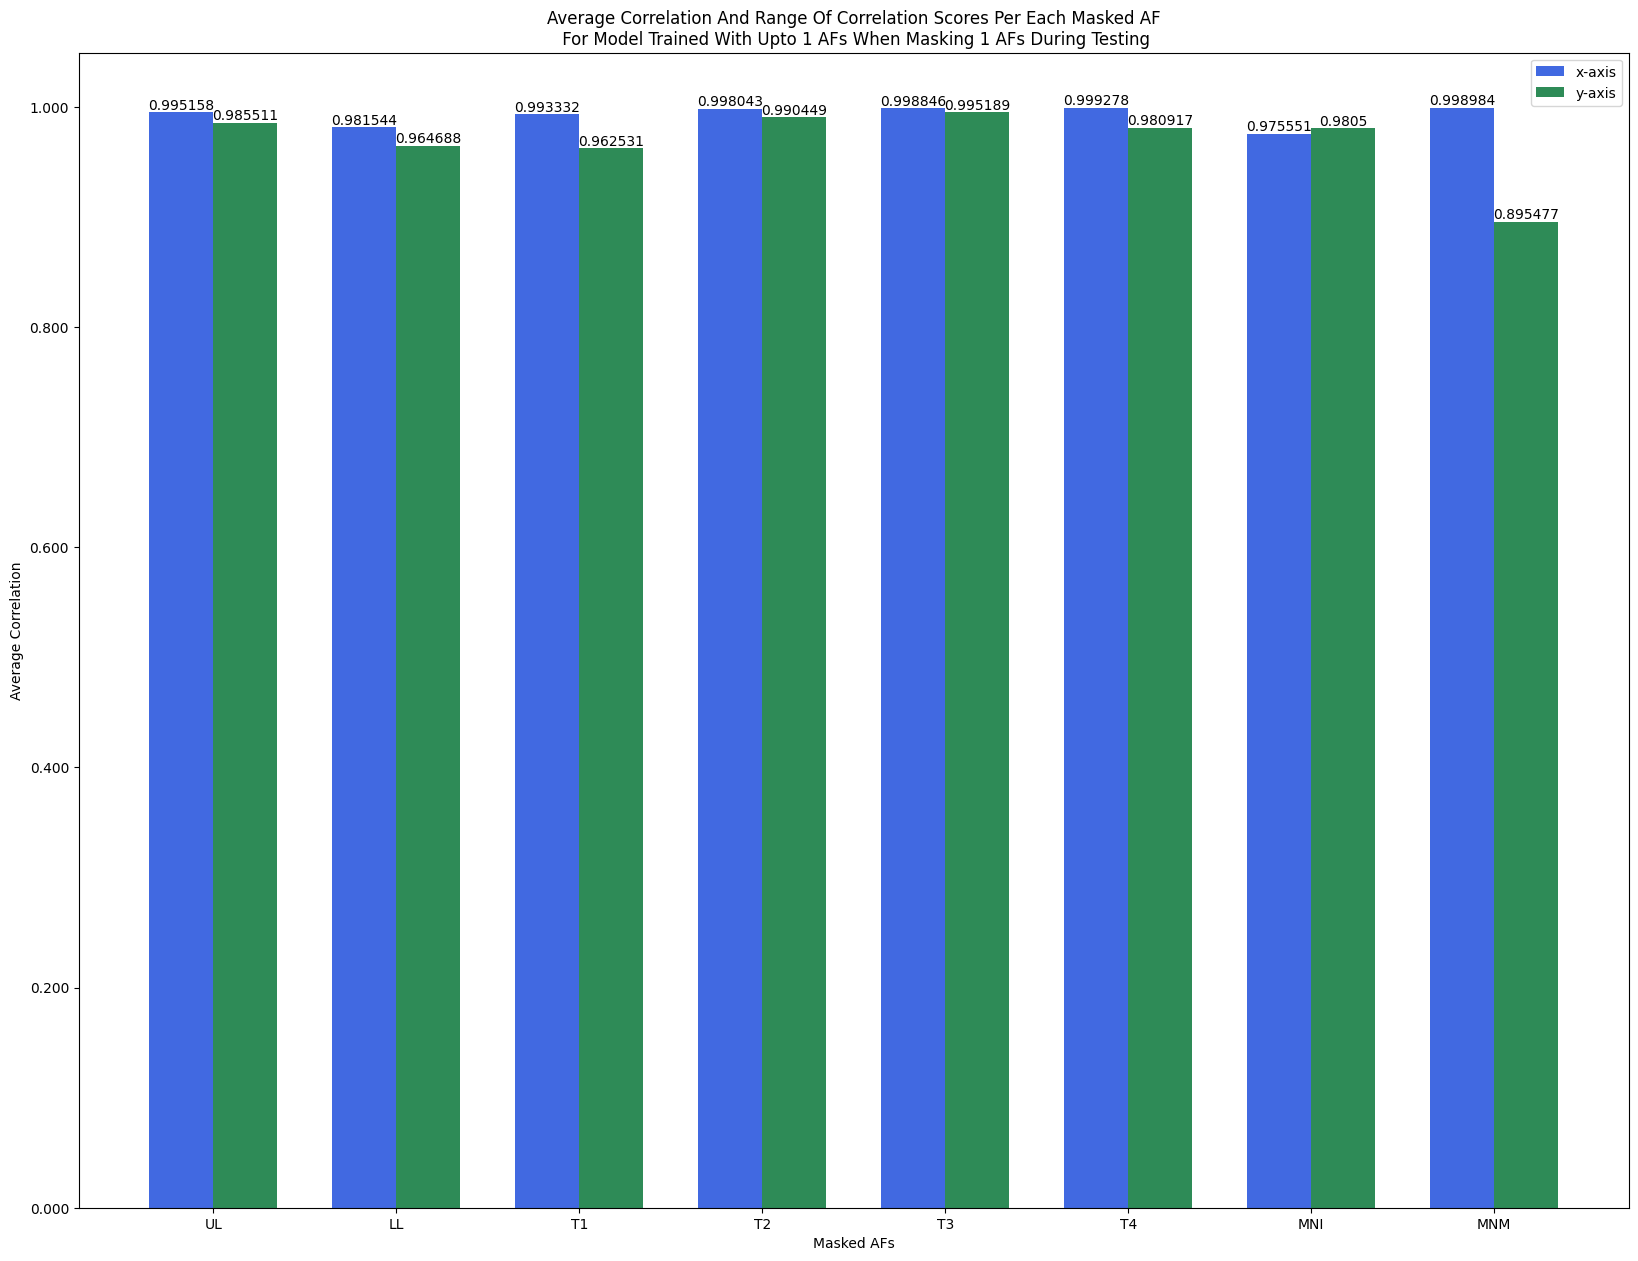 Average Correlation And Range Of Correlation Scores Per Each Masked AF
For Model Trained With Upto 1 AFs When Masking 1 AFs During Testing
x-axis
y-axis
1.000
0.800
0.600
0.400
0.200
0.000
Average Correlation
0.995158
0.985511
0.981544
0.964688
0.993332
0.962531
0.998043
0.990449
0.998846
0.995189
0.999278
0.980917
0.975551
0.9805
0.998984
0.895477
UL
LL
T1
T2
T3
T4
MNI
MNM
Masked AFs